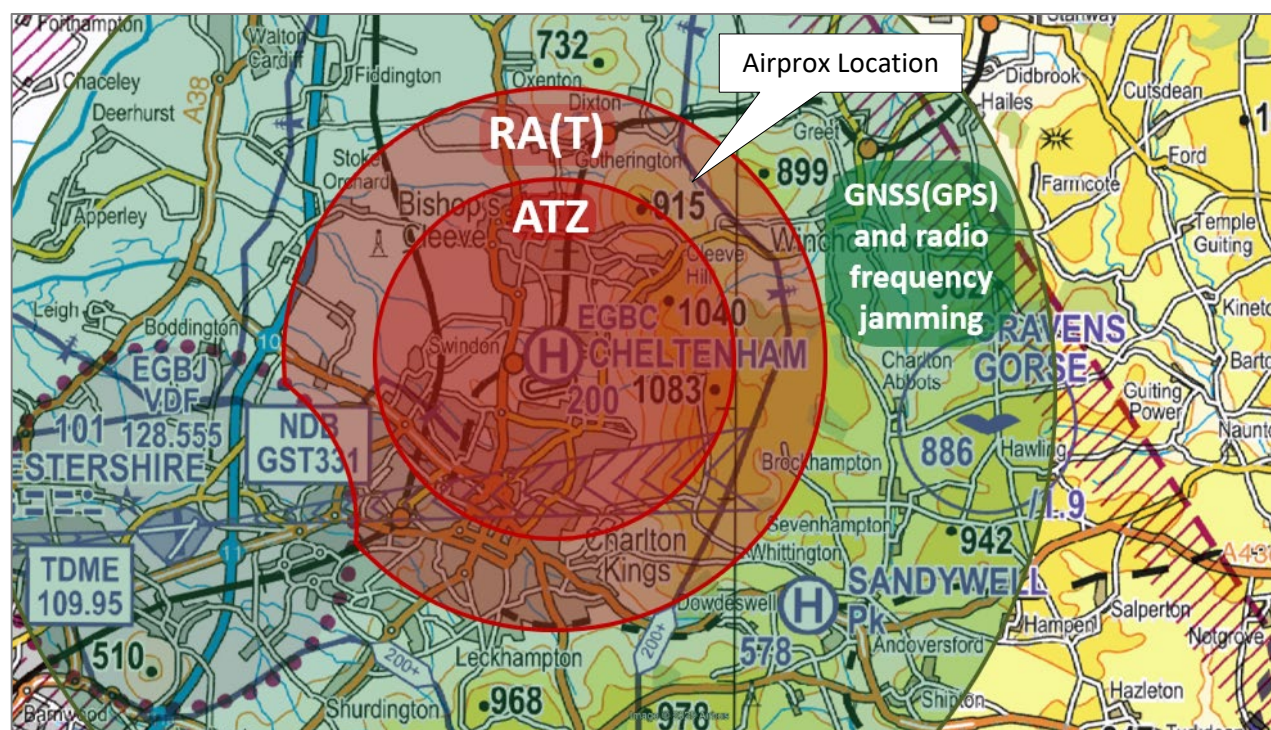 Forthampton
Walton
Cardiff
Fiddington
732
Oxenton
Airprox Location
Stanway
Didbrook
Hailes
Cutsdean
Chaceley
Deerhurst
A38
Dixton
RA(T)
Gotherington
Greet
Ford
Farmcote
Stoke
Orchard
899
Apperley
Bishop's
Cleeve
ATZ
915
GNSS(GPS)
and radio
frequency
jamming
Temple
Guiting
Cleeve
Hill
1040
Leigh
Boddington
10
Swindon
EGBC
CHELTENHAM
200
1083
H
Charlton
Abbots
GORSE
Guiting
Power
EGBJ
VDF
128.555
101
NDB
GST331
886
Hawling
Brockhampton
Sevenhampton
Whittington
942
11
Charlton
Kings
TDME
109.95
Dowdeswell
H
SANDYWELL
Pk
578
Andoversford
Hampen
Salperton
Notgrove
510
200+
200+
Leckhampton
Shurdington
968
978
Shipton
Hazleton
Barnwood